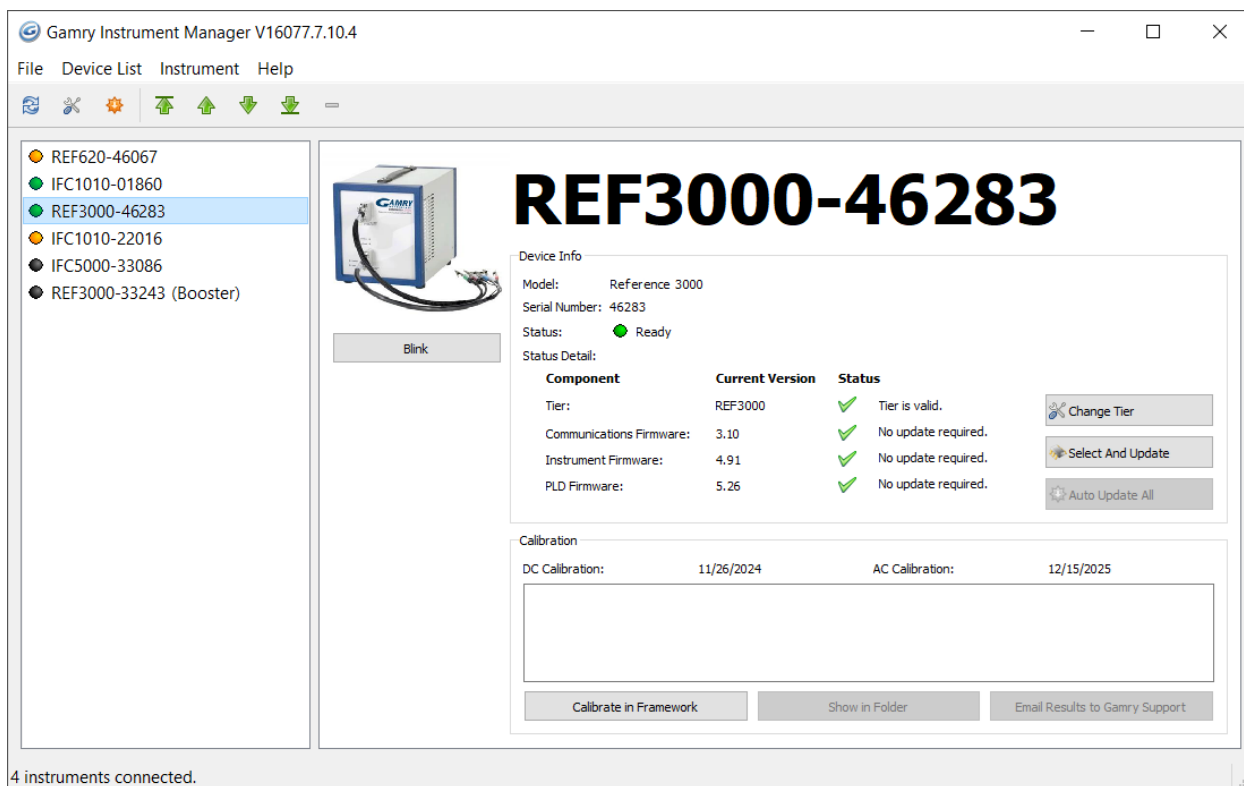 Gamry Instrument Manager V16077.7.10.4
File Device List Instrument Help
REF620-46067
IFC1010-01860
REF3000-46283
IFC1010-22016
IFC5000-33086
REF3000-33243 (Booster)
GAMRY
Blink
REF3000-46283
Device Info
Model: Reference 3000
Serial Number: 46283
Status: Ready
Status Detail:
Component Current Version Status
Tier: REF3000 Tier is valid. Change Tier
Communications Firmware: 3.10 No update required.
Instrument Firmware: 4.91 No update required. Select And Update
PLD Firmware: 5.26 No update required. Auto Update All
Calibration
DC Calibration: 11/26/2024 AC Calibration: 12/15/2025
Calibrate in Framework Show in Folder Email Results to Gamry Support
4 instruments connected.